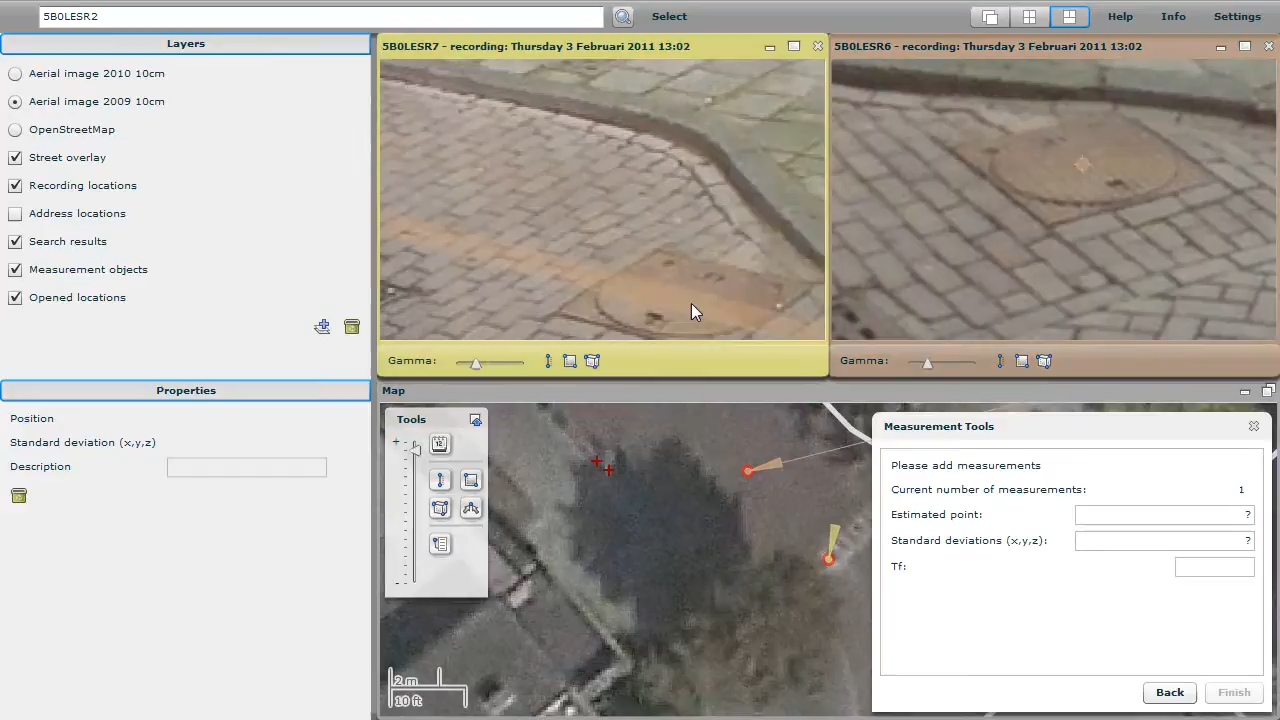 5B0LESR2
Select
Help
Info
Settings
Layers
Aerial image 2010 10cm
Aerial image 2009 10cm
OpenStreetMap
Street overlay
Recording locations
Address locations
Search results
Measurement objects
Opened locations
Properties
Position
Standard deviation (x,y,z)
Description
5B0LESR7 - recording: Thursday 3 Februari 2011 13:02
Gamma:
5B0LESR6 - recording: Thursday 3 Februari 2011 13:02
Gamma:
Map
Tools
+
12
-
2 m
10 ft
Measurement Tools
Please add measurements
Current number of measurements: 1
Estimated point: ?
Standard deviations (x,y,z): ?
Tf:
Back
Finish